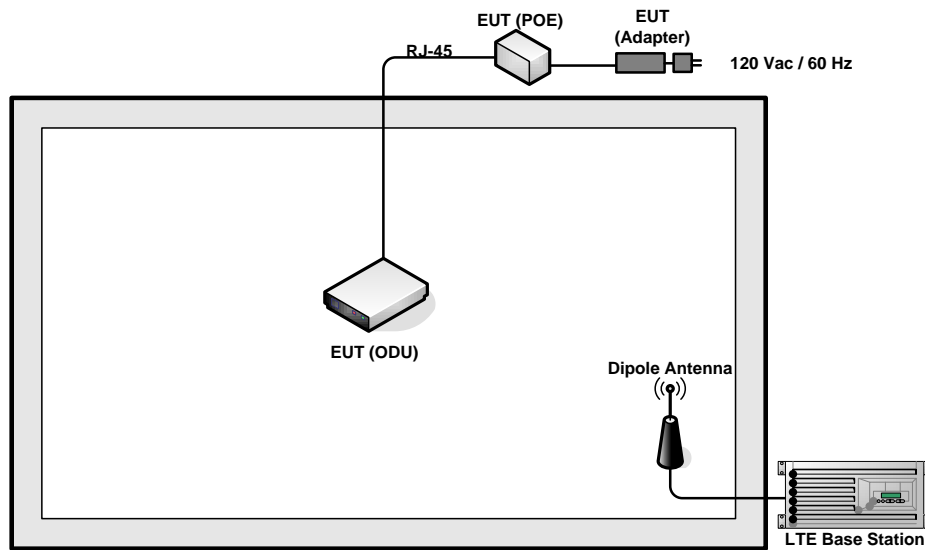 EUT (POE)
EUT
(Adapter)
RJ-45
120 Vac / 60 Hz
EUT (ODU)
Dipole Antenna
LTE Base Station